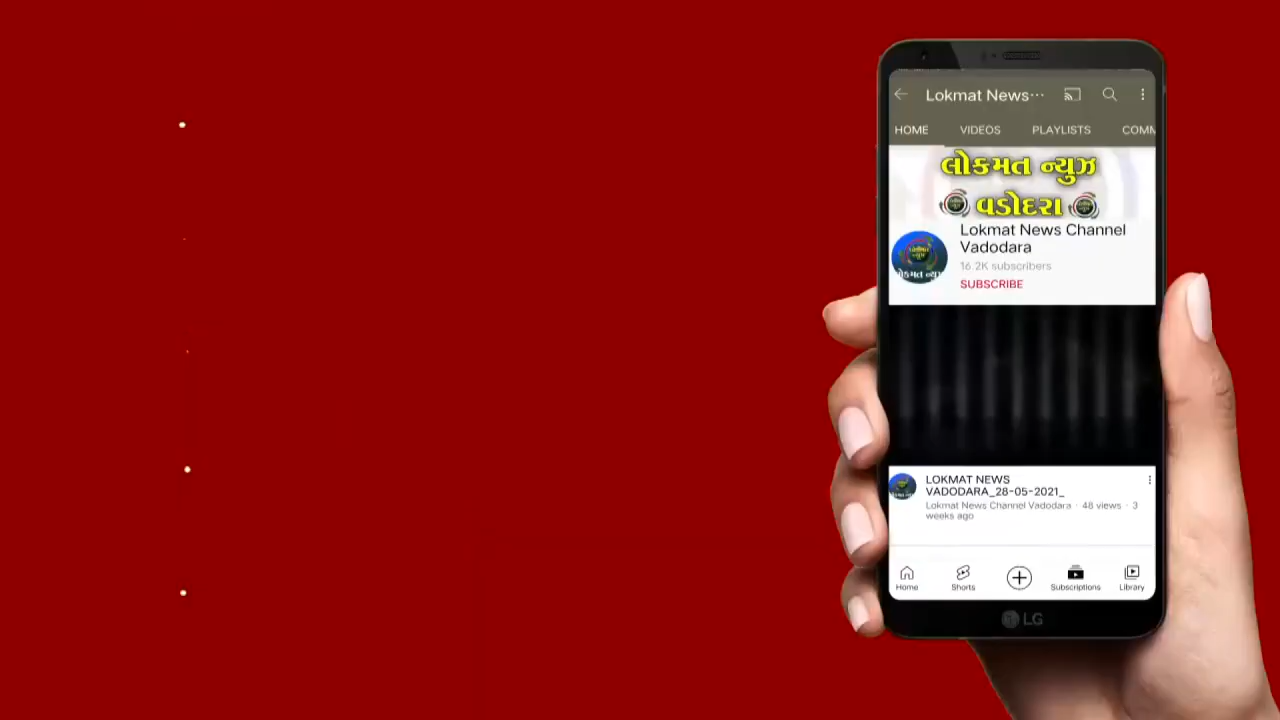 Lokmat News...
HOME VIDEOS PLAYLISTS COMM
લોકમત ન્યુઝ
વડોદરા
Lokmat News Channel
Vadodara
16.2K subscribers
SUBSCRIBE
LOKMAT NEWS
VADODARA_28-05-2021_
Lokmat News Channel Vadodara · 48 views · 3
weeks ago
Home Shorts Subscriptions Library
LG